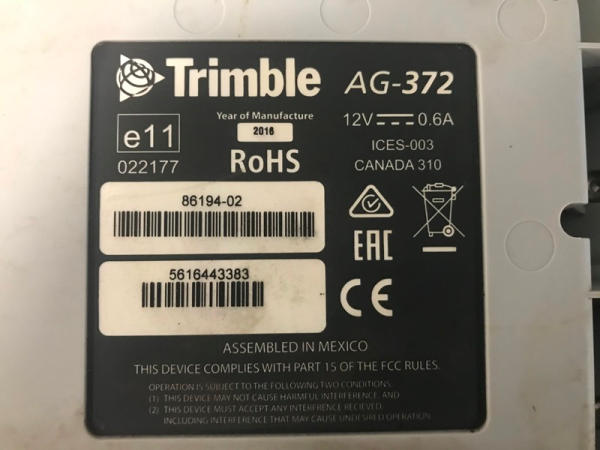 Trimble AG-372
Year of Manufacture
2016
12V 0.6A
e11
022177
RoHS
ICES-003
CANADA 310
86194-02
5616443383
EAC
CE
ASSEMBLED IN MEXICO
THIS DEVICE COMPLIES WITH PART 15 OF THE FCC RULES.
OPERATION IS SUBJECT TO THE FOLLOWING TWO CONDITIONS:
(1) THIS DEVICE MAY NOT CAUSE HARMFUL INTERFERENCE, AND
(2) THIS DEVICE MUST ACCEPT ANY INTERFRENCE RECIEVED,
INCLUDING INTERFERENCE THAT MAY CAUSE UNDESIRED OPERATION.